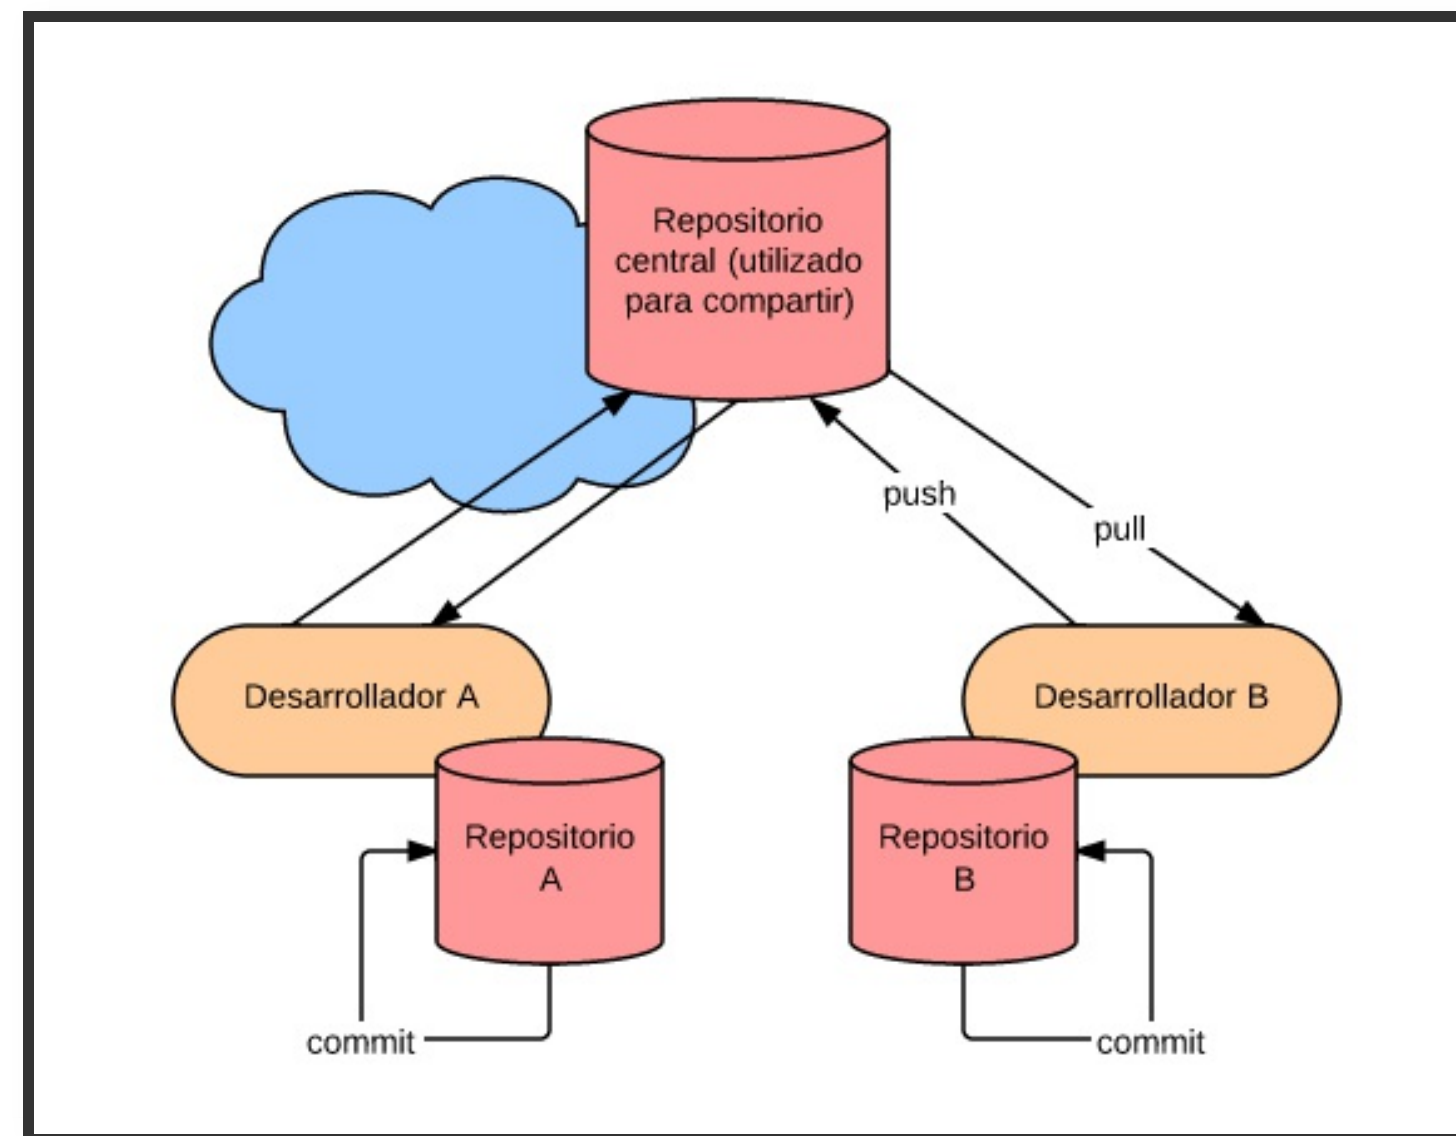 Repositorio
central (utilizado
para compartir)
push
pull
Desarrollador A
Desarrollador B
Repositorio
A
Repositorio
B
commit
commit